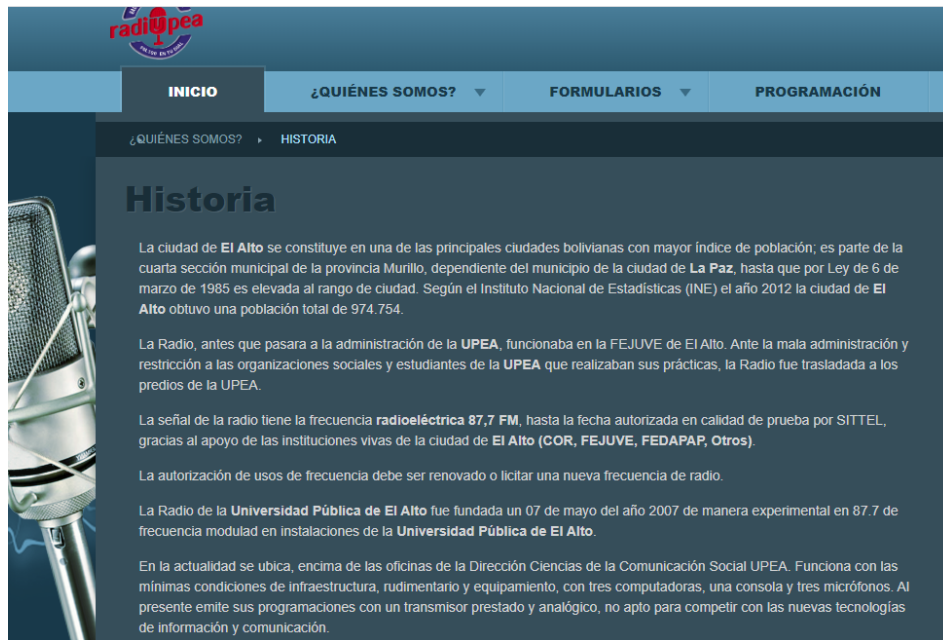 radiUpea
INICIO
¿QUIÉNES SOMOS?
FORMULARIOS
PROGRAMACIÓN
¿QUIÉNES SOMOS? ▸ HISTORIA
Historia
La ciudad de El Alto se constituye en una de las principales ciudades bolivianas con mayor índice de población; es parte de la
cuarta sección municipal de la provincia Murillo, dependiente del municipio de la ciudad de La Paz, hasta que por Ley de 6 de
marzo de 1985 es elevada al rango de ciudad. Según el Instituto Nacional de Estadísticas (INE) el año 2012 la ciudad de El
Alto obtuvo una población total de 974.754.
La Radio, antes que pasara a la administración de la UPEA, funcionaba en la FEJUVE de El Alto. Ante la mala administración y
restricción a las organizaciones sociales y estudiantes de la UPEA que realizaban sus prácticas, la Radio fue trasladada a los
predios de la UPEA.
La señal de la radio tiene la frecuencia radioeléctrica 87,7 FM, hasta la fecha autorizada en calidad de prueba por SITTEL,
gracias al apoyo de las instituciones vivas de la ciudad de El Alto (COR, FEJUVE, FEDAPAP, Otros).
La autorización de usos de frecuencia debe ser renovado o licitar una nueva frecuencia de radio.
La Radio de la Universidad Pública de El Alto fue fundada un 07 de mayo del año 2007 de manera experimental en 87.7 de
frecuencia modulad en instalaciones de la Universidad Pública de El Alto.
En la actualidad se ubica, encima de las oficinas de la Dirección Ciencias de la Comunicación Social UPEA. Funciona con las
mínimas condiciones de infraestructura, rudimentario y equipamiento, con tres computadoras, una consola y tres micrófonos. Al
presente emite sus programaciones con un transmisor prestado y analógico, no apto para competir con las nuevas tecnologías
de información y comunicación.